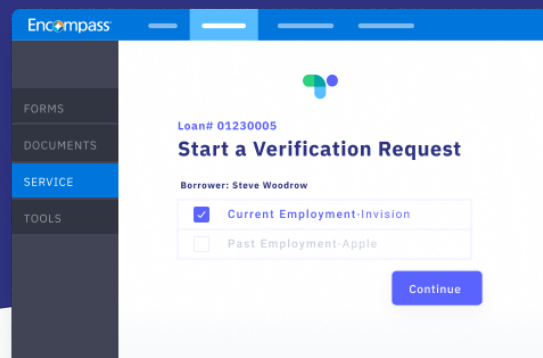 Encompass
FORMS
DOCUMENTS
SERVICE
TOOLS
Loan# 01230005
Start a Verification Request
Borrower: Steve Woodrow
Current Employment-Invision
Past Employment-Apple
Continue